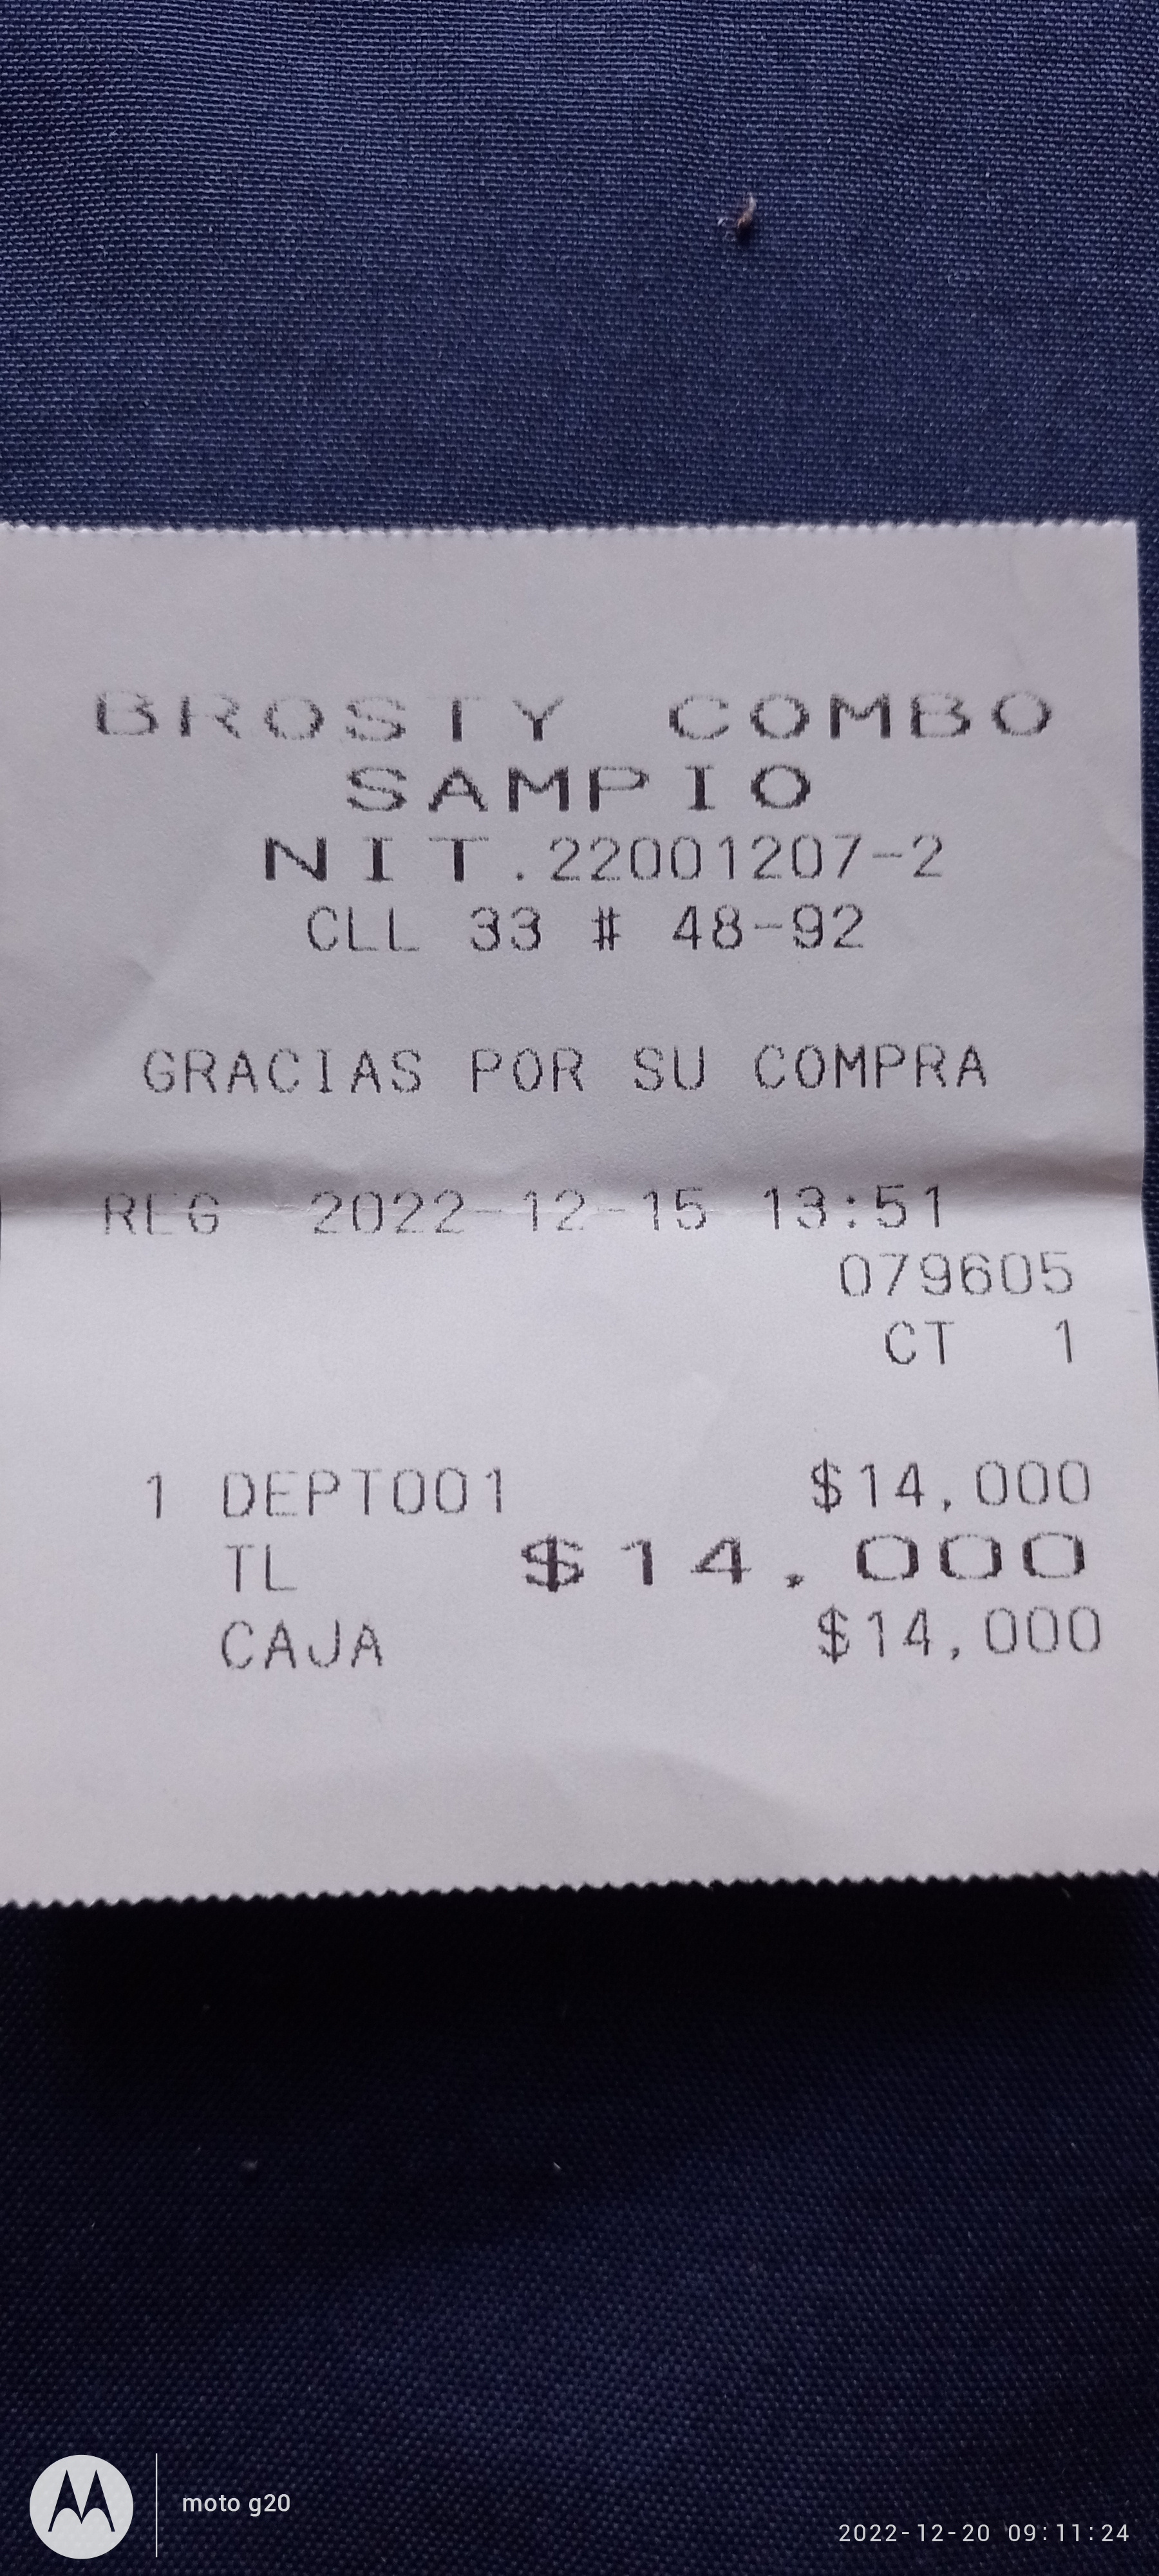 BROSTY COMBO
SAMPIO
NIT.22001207-2
CLL 33 # 48-92
GRACIAS POR SU COMPRA
REG 2022-12-15 13:51
079605
CT 1
1 DEPT001 $14,000
TL $14,000
CAJA $14,000
moto g20
2022-12-20 09:11:24